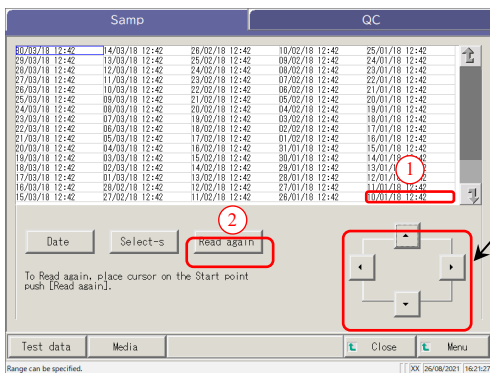 Samp QC
30/03/18 12:42 14/03/18 12:42 26/02/18 12:42 10/02/18 12:42 25/01/18 12:42
29/03/18 12:42 13/03/18 12:42 25/02/18 12:42 09/02/18 12:42 24/01/18 12:42
28/03/18 12:42 12/03/18 12:42 24/02/18 12:42 08/02/18 12:42 23/01/18 12:42
27/03/18 12:42 11/03/18 12:42 23/02/18 12:42 07/02/18 12:42 22/01/18 12:42
26/03/18 12:42 10/03/18 12:42 22/02/18 12:42 06/02/18 12:42 21/01/18 12:42
25/03/18 12:42 09/03/18 12:42 21/02/18 12:42 05/02/18 12:42 20/01/18 12:42
24/03/18 12:42 08/03/18 12:42 20/02/18 12:42 04/02/18 12:42 19/01/18 12:42
23/03/18 12:42 07/03/18 12:42 19/02/18 12:42 03/02/18 12:42 18/01/18 12:42
22/03/18 12:42 06/03/18 12:42 18/02/18 12:42 02/02/18 12:42 17/01/18 12:42
21/03/18 12:42 05/03/18 12:42 17/02/18 12:42 01/02/18 12:42 16/01/18 12:42
20/03/18 12:42 04/03/18 12:42 16/02/18 12:42 31/01/18 12:42 15/01/18 12:42
19/03/18 12:42 03/03/18 12:42 15/02/18 12:42 30/01/18 12:42 14/01/18 12:42
18/03/18 12:42 02/03/18 12:42 14/02/18 12:42 29/01/18 12:42 13/01/18 12:42
17/03/18 12:42 01/03/18 12:42 13/02/18 12:42 28/01/18 12:42 12/01/18 12:42
16/03/18 12:42 28/02/18 12:42 12/02/18 12:42 27/01/18 12:42 11/01/18 12:42
15/03/18 12:42 27/02/18 12:42 11/02/18 12:42 26/01/18 12:42 10/01/18 12:42
1
2
Date Select-s Read again
To Read again, place cursor on the Start point
push [Read again].
Test data Media Close Menu
Range can be specified. XX 26/08/2021 16:21:27